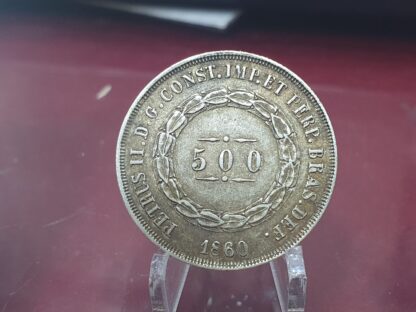 PETRUS II. D. G. CONST. IMP. ET PERP. BRAS. DEF.
500
1860